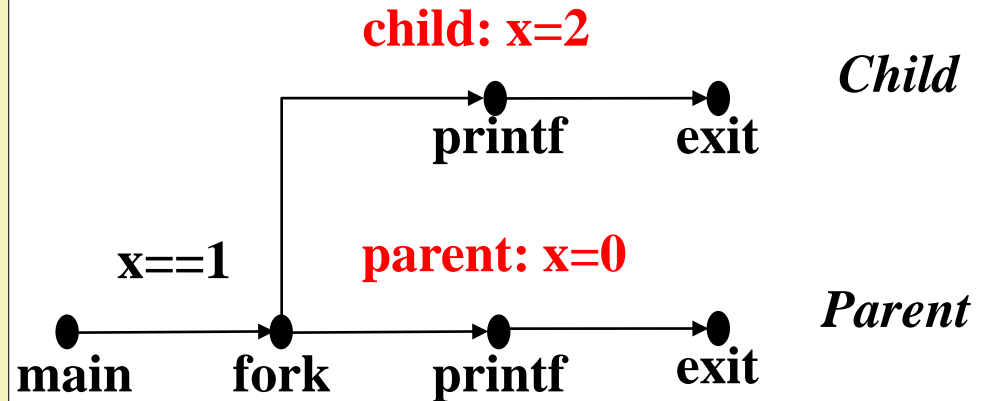 child: x=2
Child
printf
exit
x==1
parent: x=0
Parent
main
fork
printf
exit